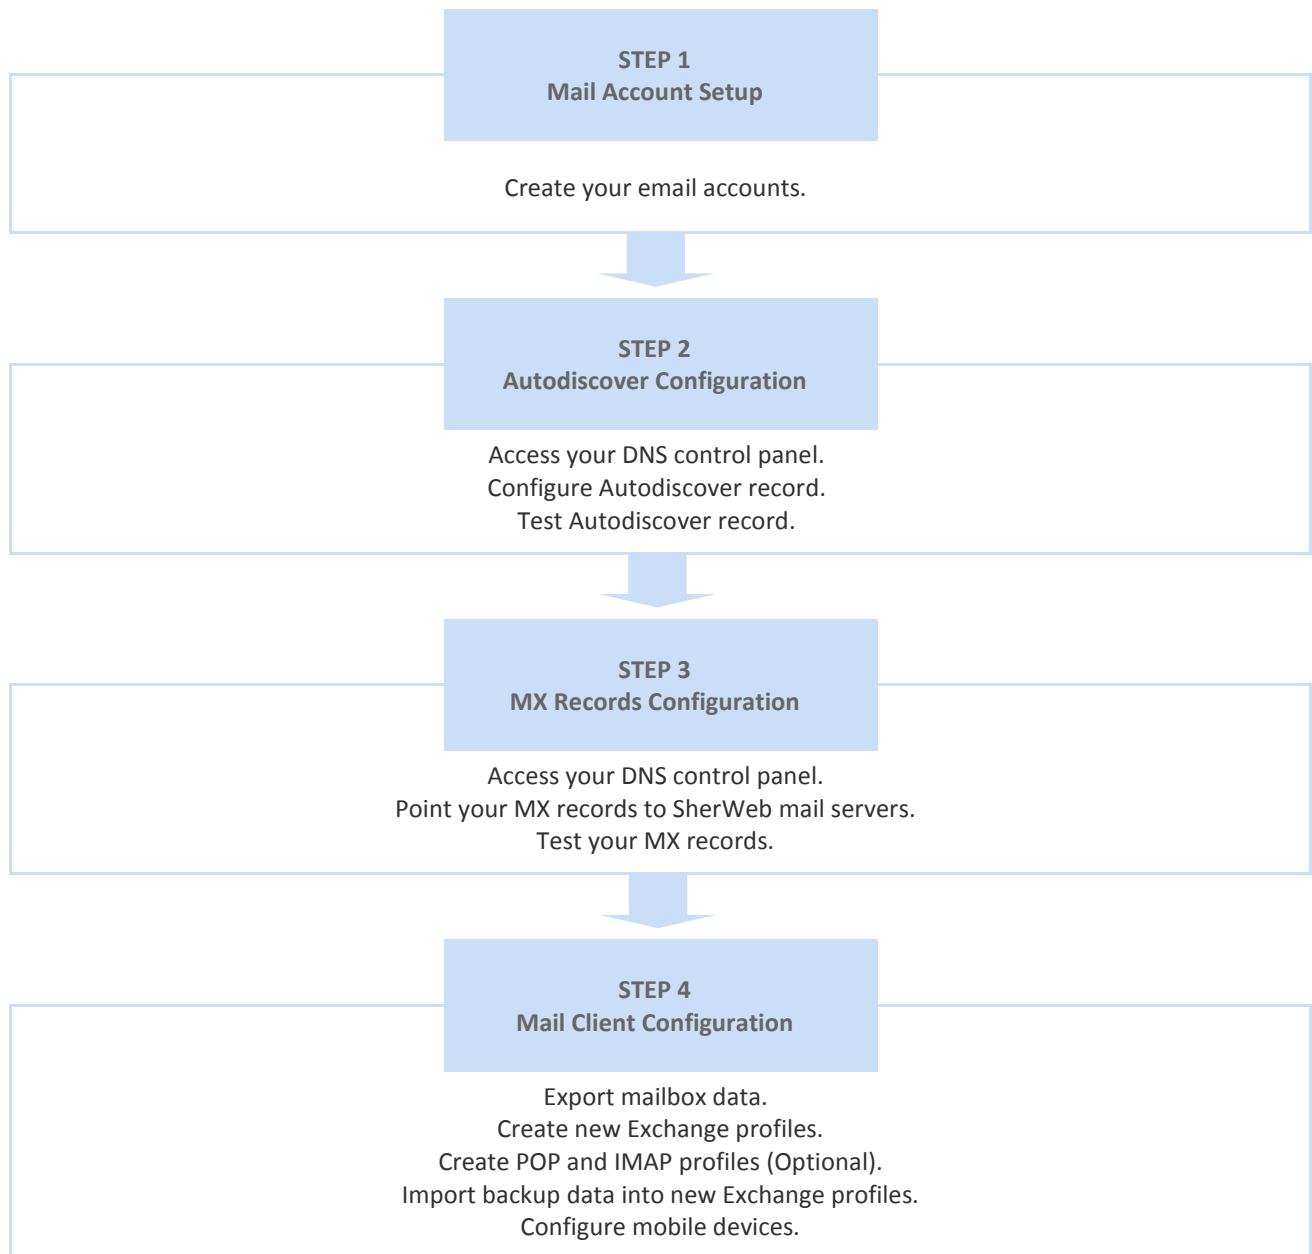 STEP 1
Mail Account Setup
Create your email accounts.
STEP 2
Autodiscover Configuration
Access your DNS control panel.
Configure Autodiscover record.
Test Autodiscover record.
STEP 3
MX Records Configuration
Access your DNS control panel.
Point your MX records to SherWeb mail servers.
Test your MX records.
STEP 4
Mail Client Configuration
Export mailbox data.
Create new Exchange profiles.
Create POP and IMAP profiles (Optional).
Import backup data into new Exchange profiles.
Configure mobile devices.